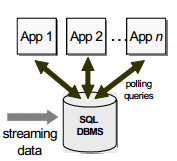 App 1 App 2 ... App n
polling
queries
SQL
DBMS
streaming
data